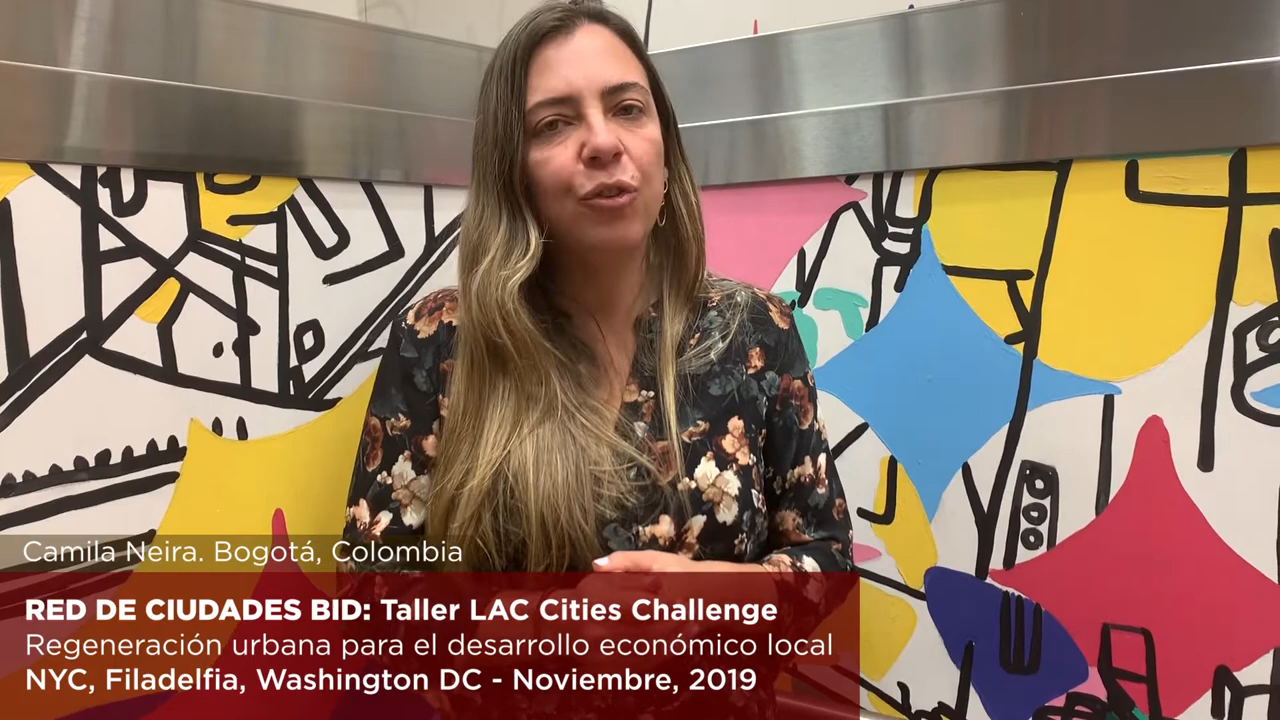 Camila Neira. Bogotá, Colombia
RED DE CIUDADES BID: Taller LAC Cities Challenge
Regeneración urbana para el desarrollo económico local
NYC, Filadelfia, Washington DC - Noviembre, 2019